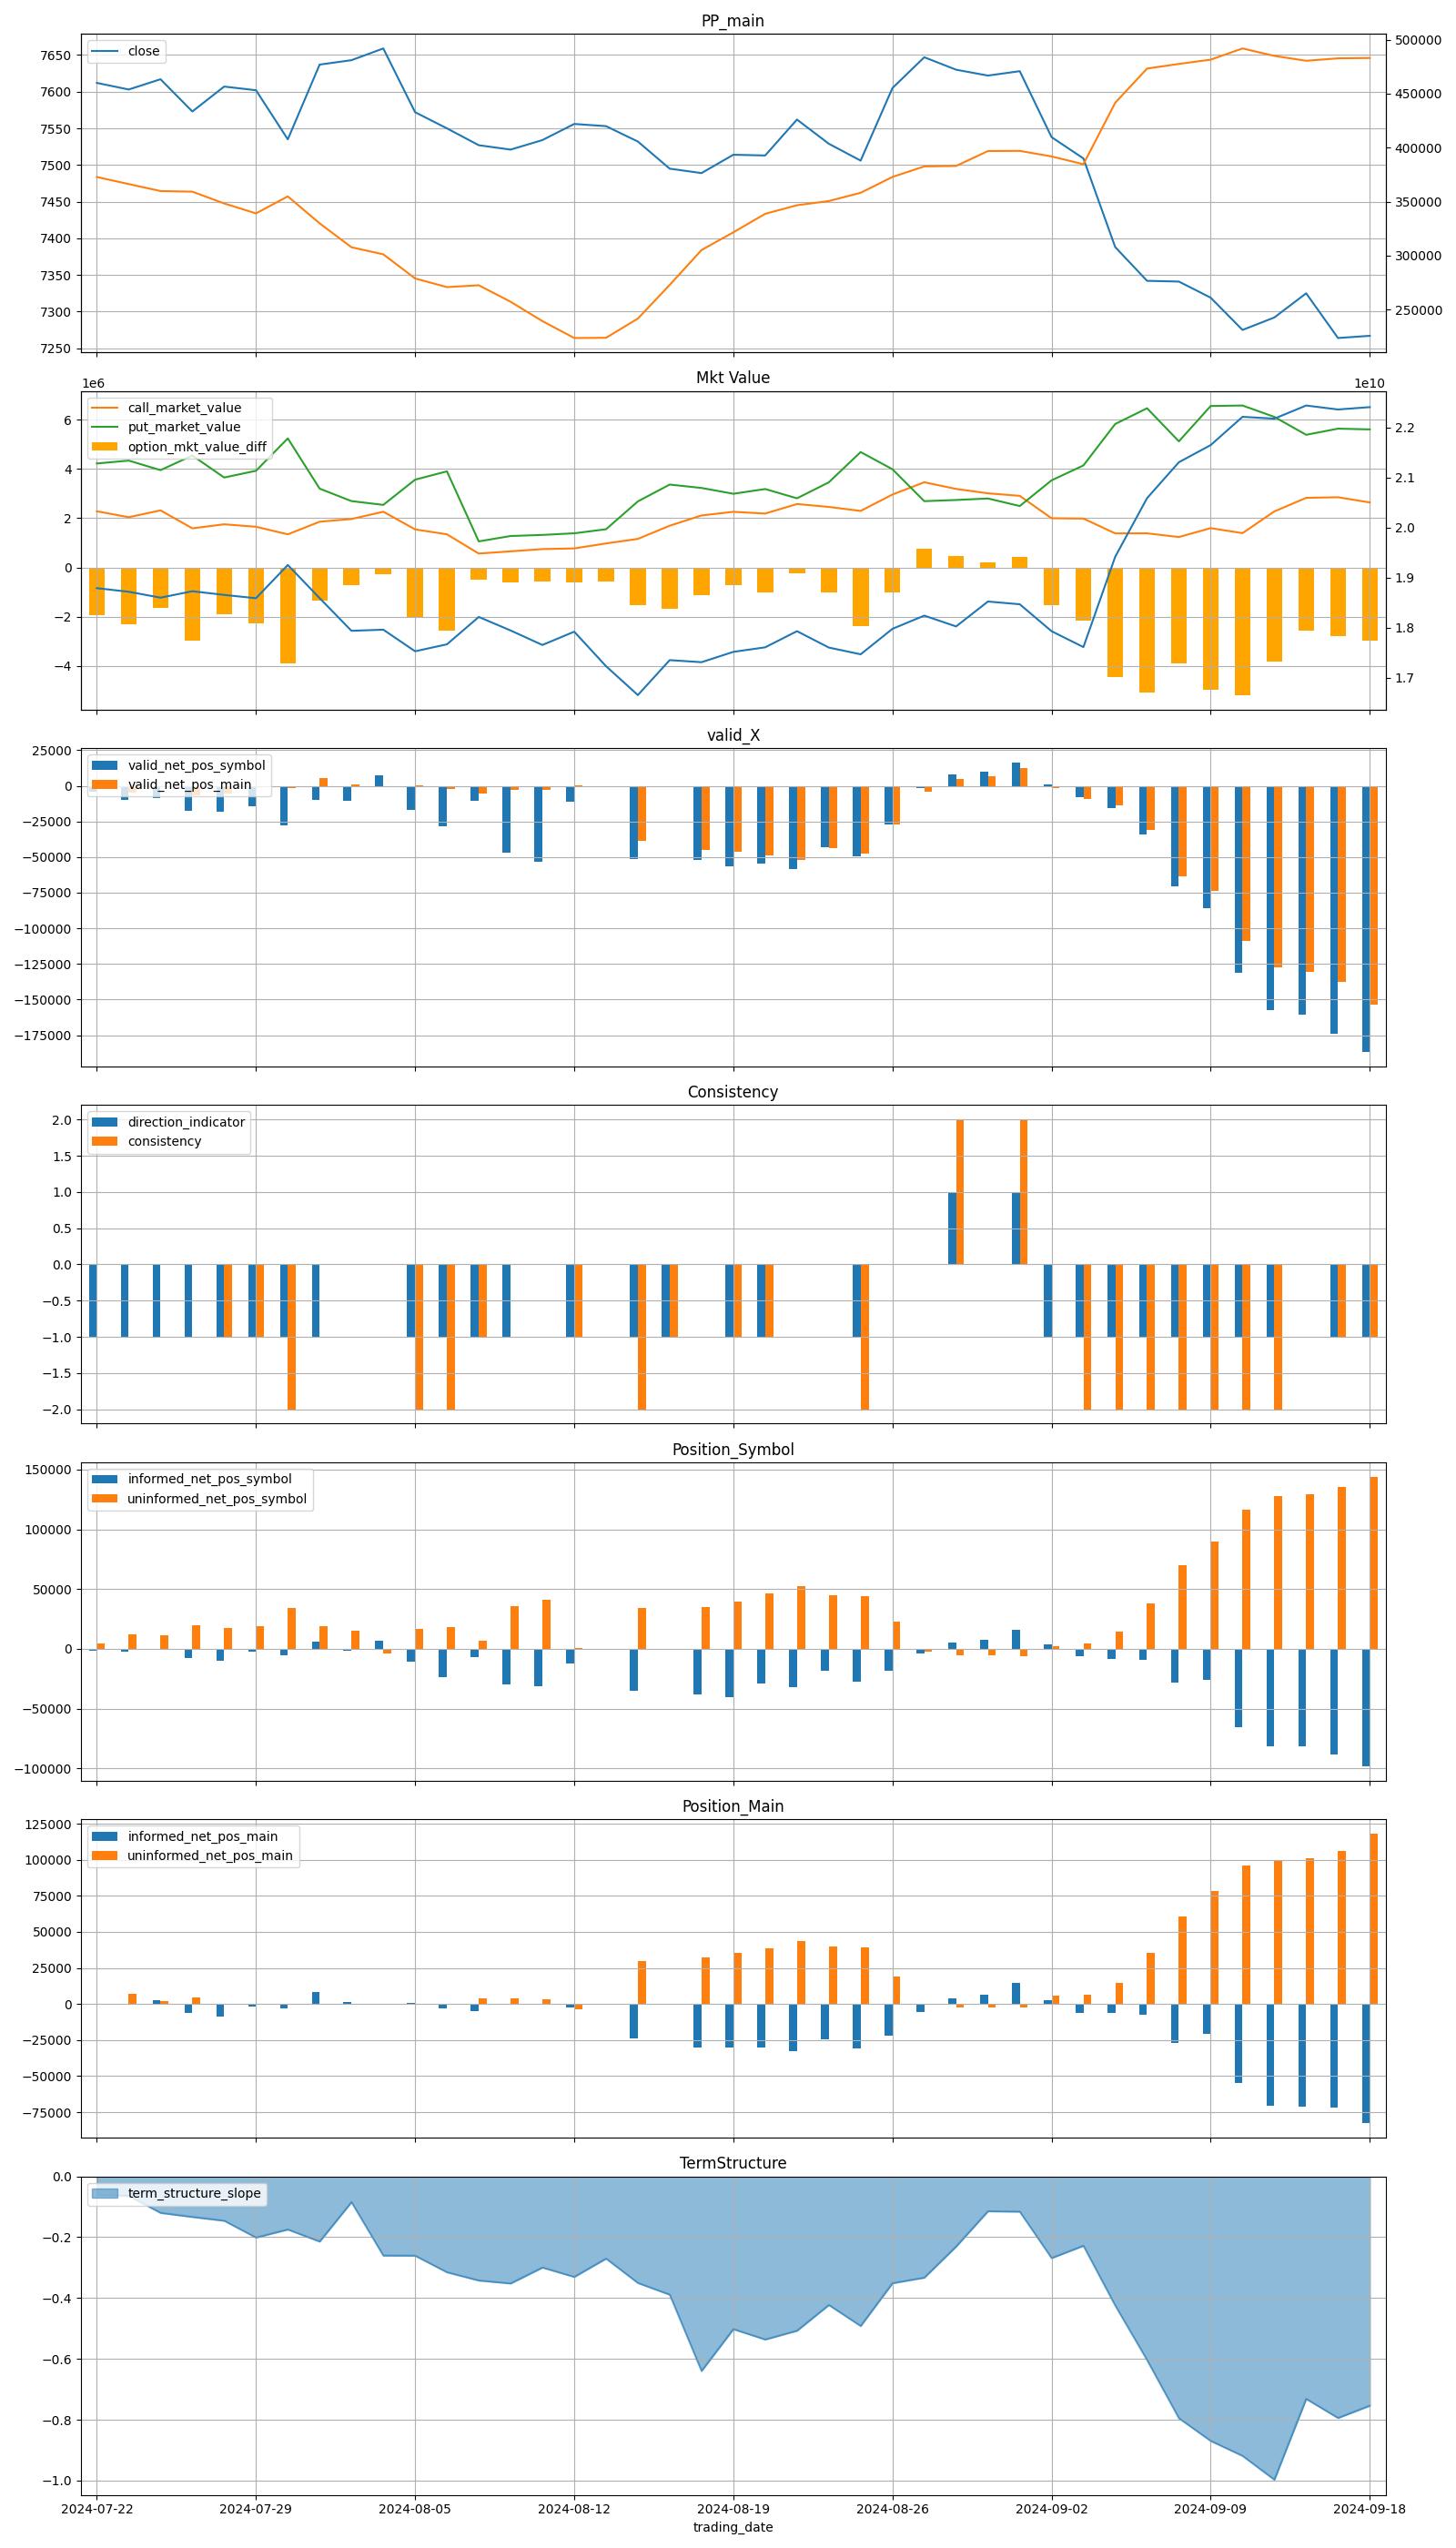 PP_main
close
7650
7600
7550
7500
7450
7400
7350
7300
7250
500000
450000
400000
350000
300000
250000
Mkt Value
1e6
1e10
call_market_value
put_market_value
option_mkt_value_diff
6
4
2
0
−2
−4
2.2
2.1
2.0
1.9
1.8
1.7
valid_X
valid_net_pos_symbol
valid_net_pos_main
25000
0
−25000
−50000
−75000
−100000
−125000
−150000
−175000
Consistency
direction_indicator
consistency
2.0
1.5
1.0
0.5
0.0
−0.5
−1.0
−1.5
−2.0
Position_Symbol
informed_net_pos_symbol
uninformed_net_pos_symbol
150000
100000
50000
0
−50000
−100000
Position_Main
informed_net_pos_main
uninformed_net_pos_main
125000
100000
75000
50000
25000
0
−25000
−50000
−75000
TermStructure
term_structure_slope
0.0
−0.2
−0.4
−0.6
−0.8
−1.0
2024-07-22 2024-07-29 2024-08-05 2024-08-12 2024-08-19 2024-08-26 2024-09-02 2024-09-09 2024-09-18
trading_date